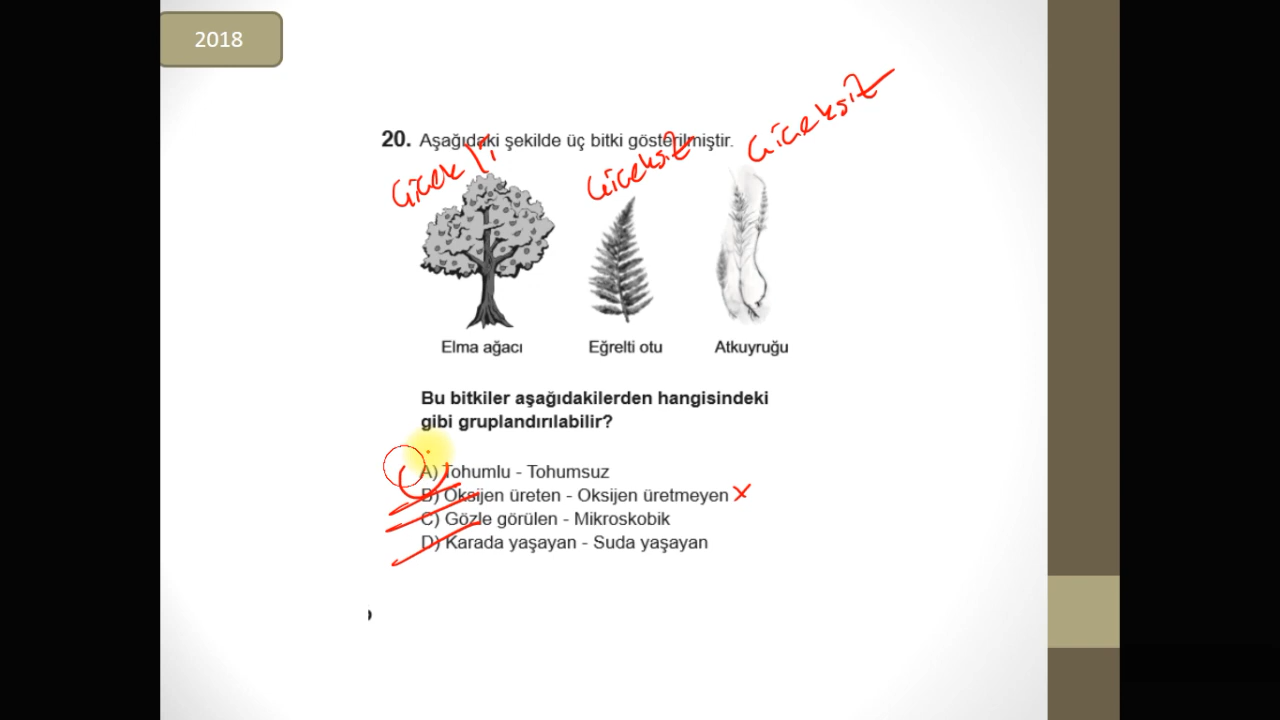 2018
20. Aşağıdaki şekilde üç bitki gösterilmiştir.
Çiçekli
Çiçeksiz
Çiçeksiz
Elma ağacı
Eğrelti otu
Atkuyruğu
Bu bitkiler aşağıdakilerden hangisindeki
gibi gruplandırılabilir?
A) Tohumlu - Tohumsuz
B) Oksijen üreten - Oksijen üretmeyen x
C) Gözle görülen - Mikroskobik
D) Karada yaşayan - Suda yaşayan